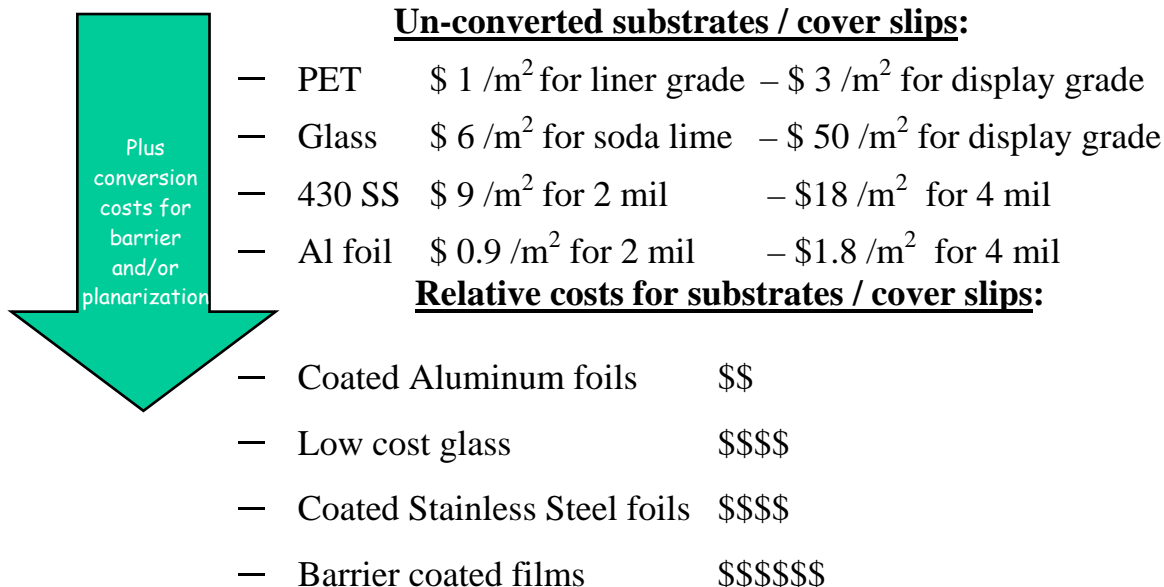 Un-converted substrates / cover slips:
— PET $ 1 /m² for liner grade – $ 3 /m² for display grade
— Glass $ 6 /m² for soda lime – $ 50 /m² for display grade
— 430 SS $ 9 /m² for 2 mil – $18 /m² for 4 mil
— Al foil $ 0.9 /m² for 2 mil – $1.8 /m² for 4 mil
Plus
conversion
costs for
barrier
and/or
planarization
Relative costs for substrates / cover slips:
— Coated Aluminum foils $$
— Low cost glass $$$$
— Coated Stainless Steel foils $$$$
— Barrier coated films $$$$$$